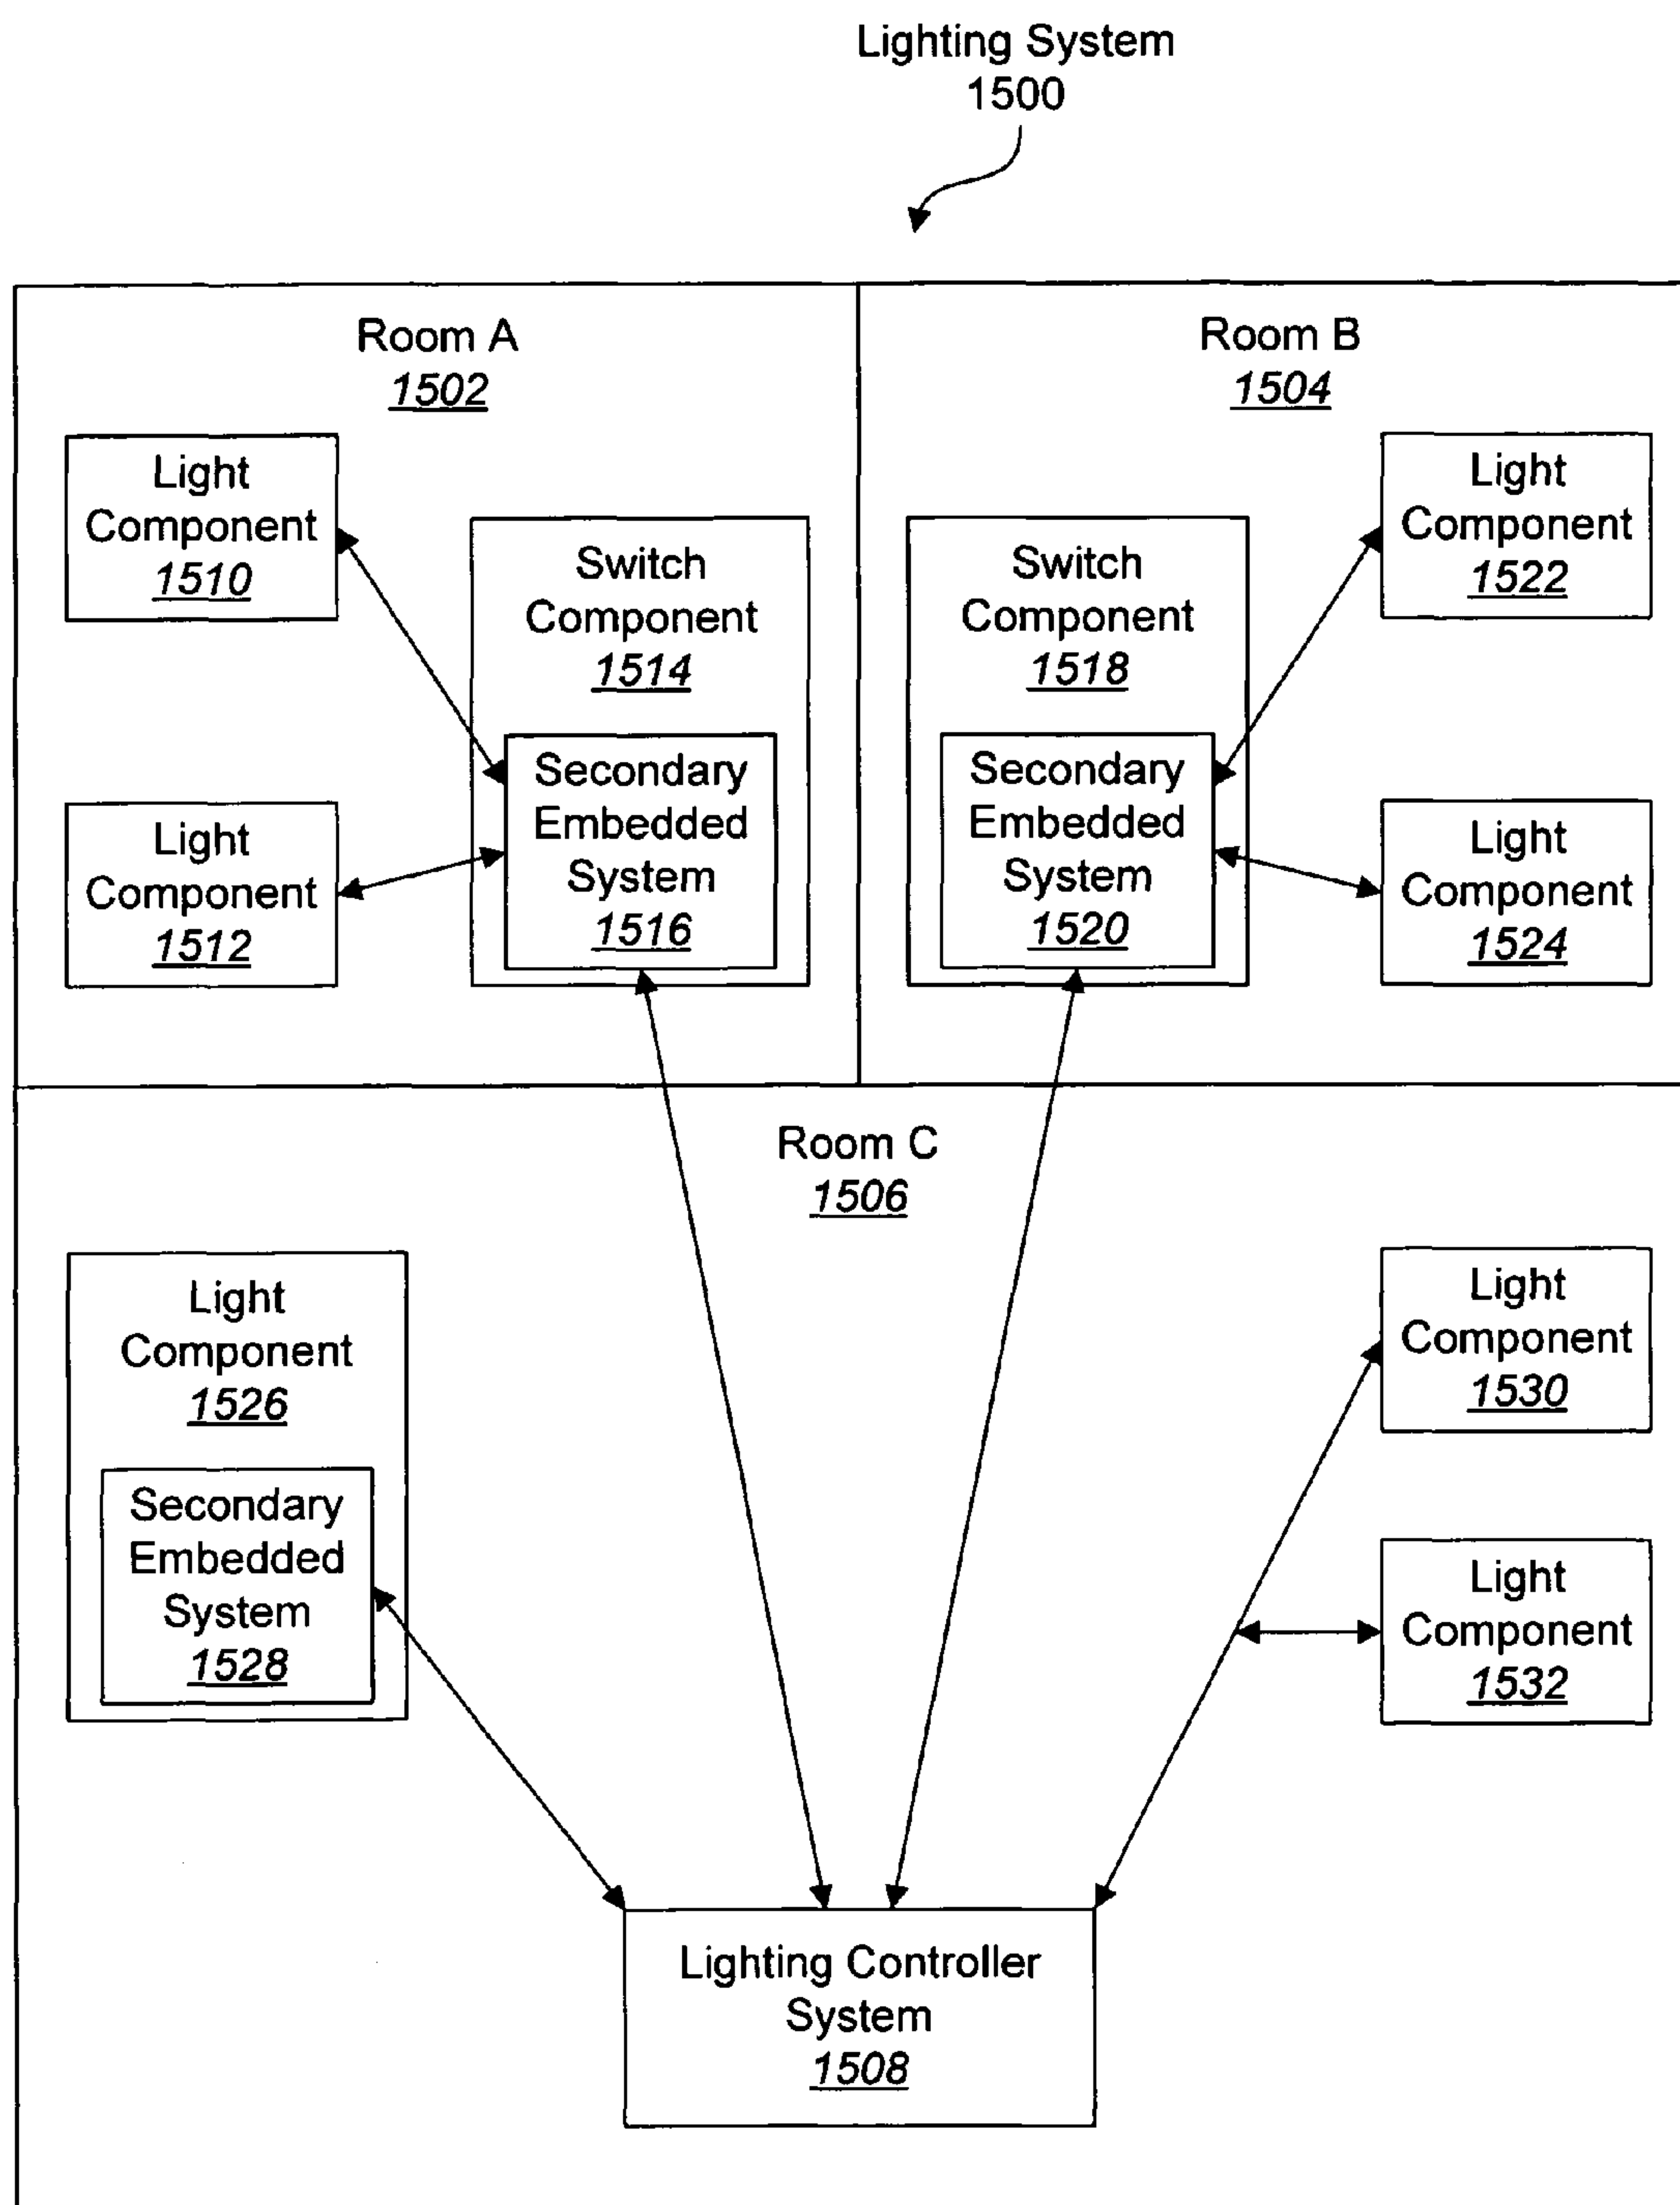 Lighting System
1500
Room A
1502
Room B
1504
Light
Component
1510
Switch
Component
1514
Secondary
Embedded
System
1516
Light
Component
1512
Switch
Component
1518
Secondary
Embedded
System
1520
Light
Component
1522
Light
Component
1524
Room C
1506
Light
Component
1526
Secondary
Embedded
System
1528
Light
Component
1530
Light
Component
1532
Lighting Controller
System
1508